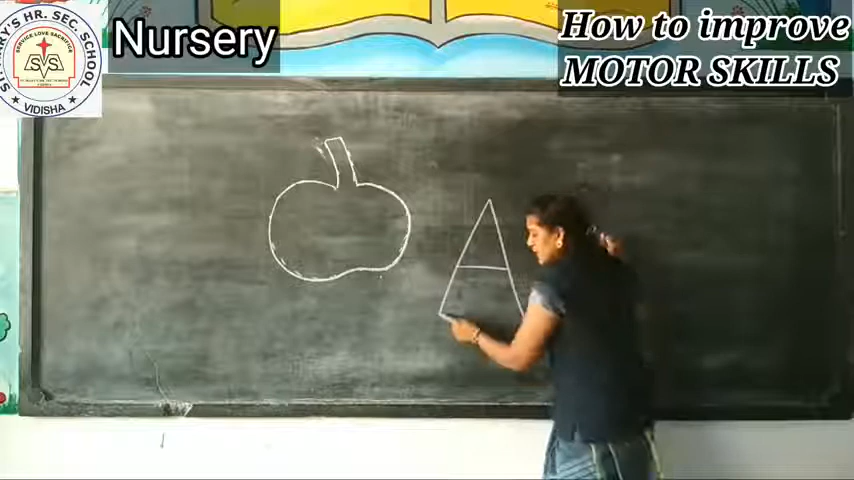 ST. MARY'S HR. SEC. SCHOOL
SERVICE LOVE SACRIFICE
SVS
VIDISHA
Nursery
How to improve
MOTOR SKILLS
A